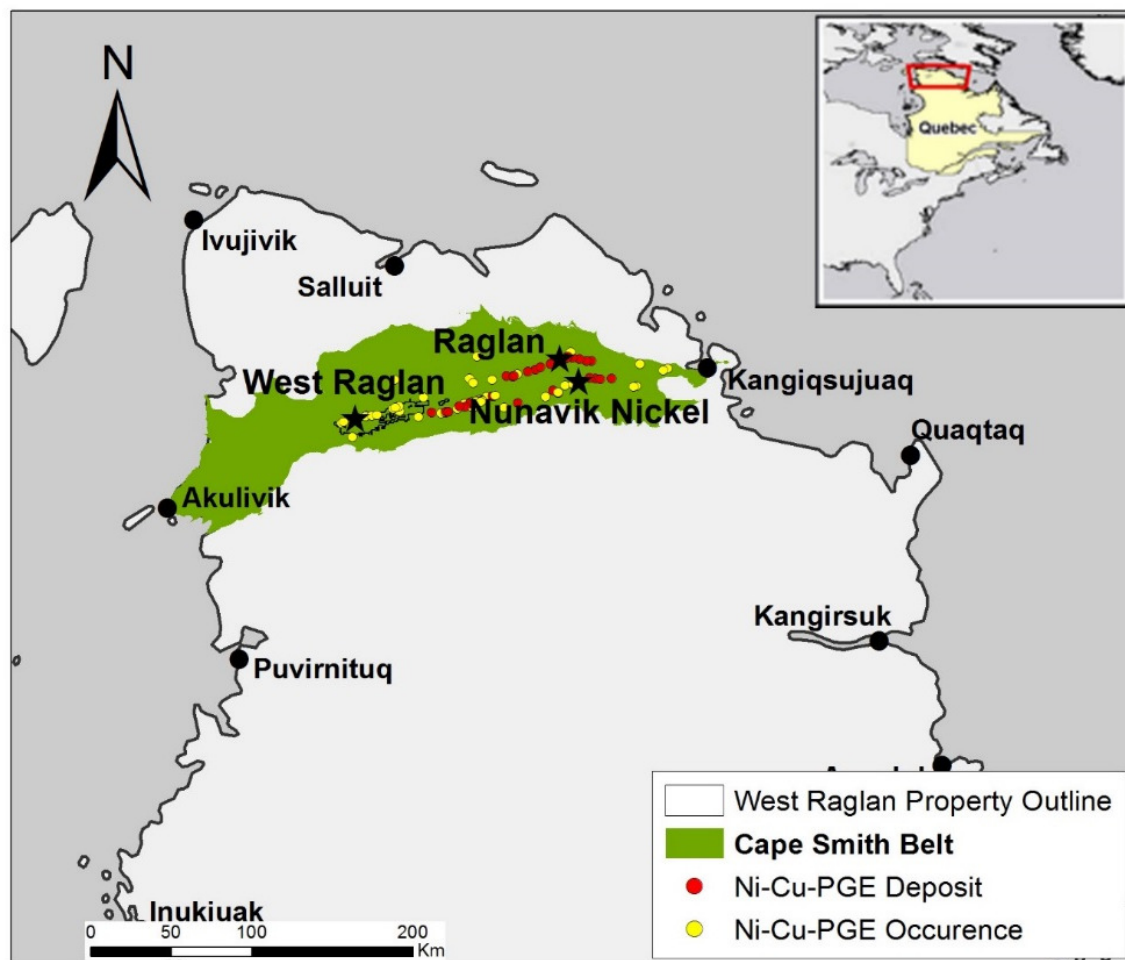 N
Quebec
Ivujivik
Salluit
Raglan
West Raglan
Kangiqsujuaq
Nunavik Nickel
Quaqtaq
Akulivik
Kangirsuk
Puvirnituq
West Raglan Property Outline
Cape Smith Belt
Ni-Cu-PGE Deposit
Ni-Cu-PGE Occurence
Inukiuak
0 50 100 200
Km